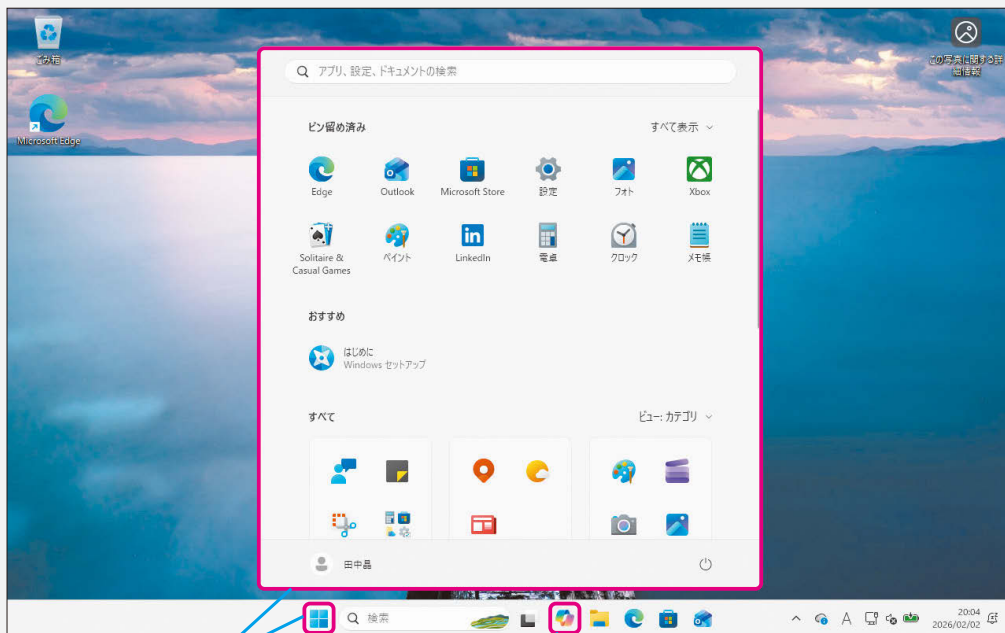 ごみ箱
この写真に関する詳
細情報
Microsoft Edge
アプリ、設定、ドキュメントの検索
ピン留め済み
すべて表示
Edge
Outlook
Microsoft Store
設定
フォト
Xbox
Solitaire &
Casual Games
ペイント
LinkedIn
電卓
クロック
メモ帳
おすすめ
はじめに
Windows セットアップ
すべて
ビュー: カテゴリ
田中晶
検索
A
20:04
2026/02/02